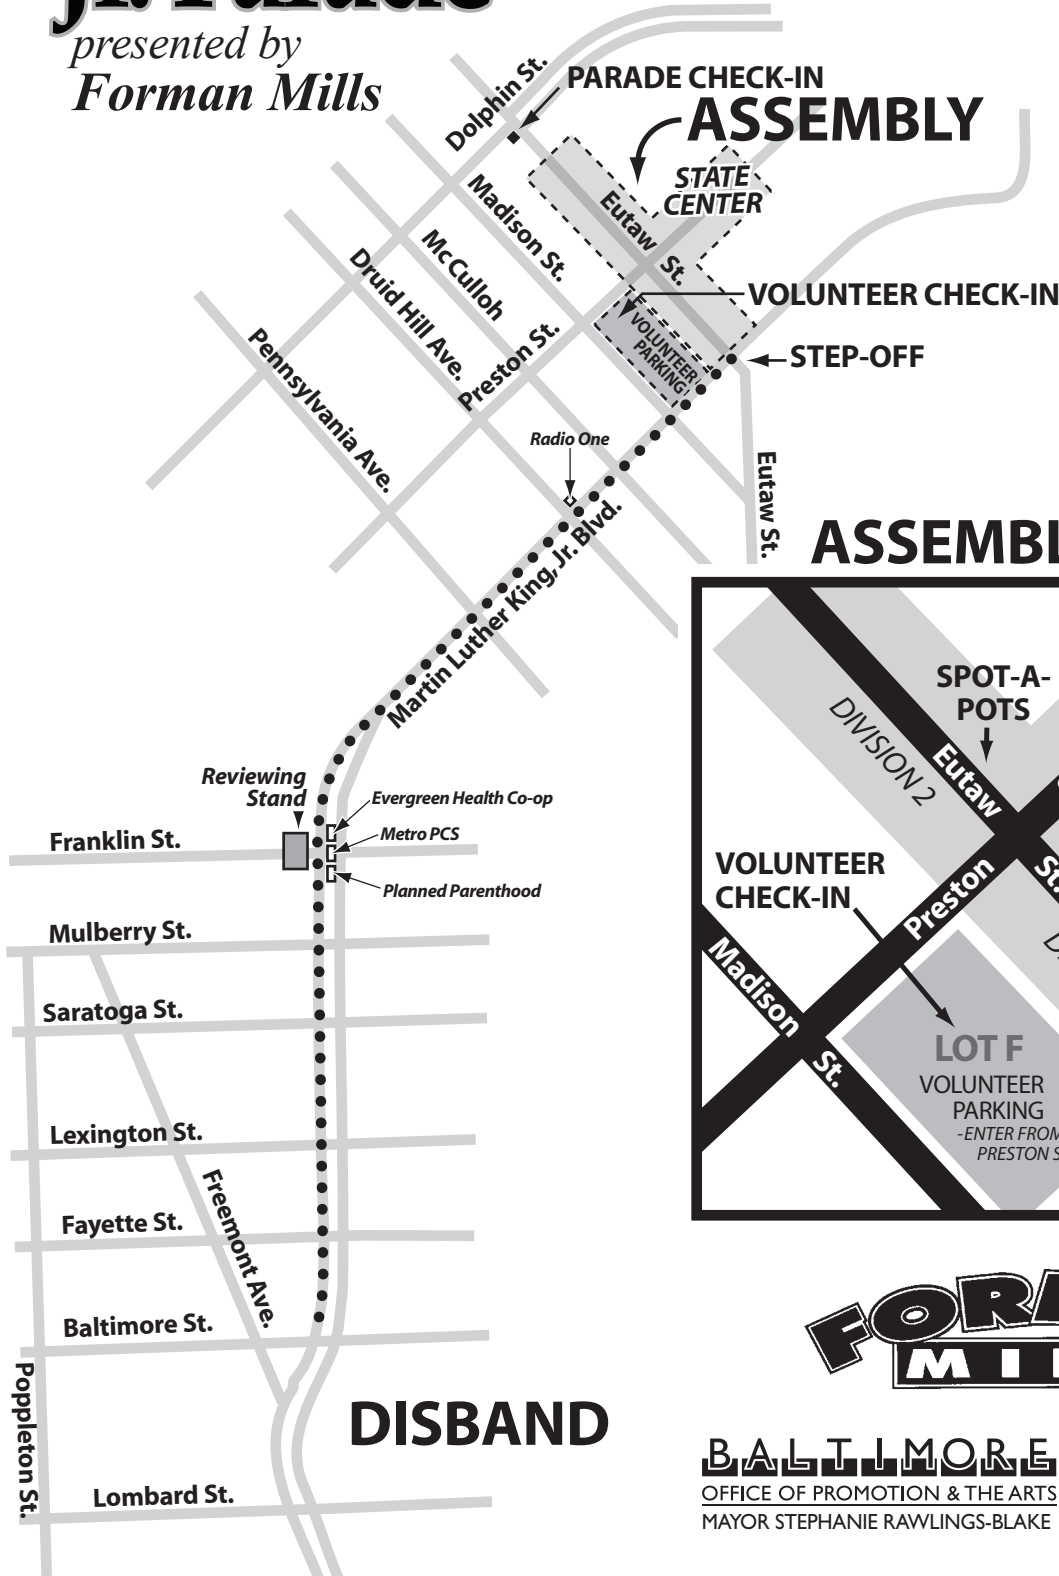 Jr. Parade
presented by
Forman Mills
Dolphin St.
PARADE CHECK-IN
ASSEMBLY
STATE
CENTER
Eutaw St.
Madison St.
McCulloh
Druid Hill Ave.
Preston St.
Pennsylvania Ave.
VOLUNTEER CHECK-IN
VOLUNTEER
PARKING
STEP-OFF
Radio One
Eutaw St.
Martin Luther King, Jr. Blvd.
Reviewing
Stand
Evergreen Health Co-op
Metro PCS
Planned Parenthood
Franklin St.
Mulberry St.
Saratoga St.
Lexington St.
Freemont Ave.
Fayette St.
Baltimore St.
Poppleton St.
DISBAND
Lombard St.
ASSEMBL
SPOT-A-
POTS
DIVISION 2
Eutaw St.
VOLUNTEER
CHECK-IN
Preston
Madison St.
LOT F
VOLUNTEER
PARKING
-ENTER FROM
PRESTON S
FOR
MI
BALTIMORE
OFFICE OF PROMOTION & THE ARTS
MAYOR STEPHANIE RAWLINGS-BLAKE